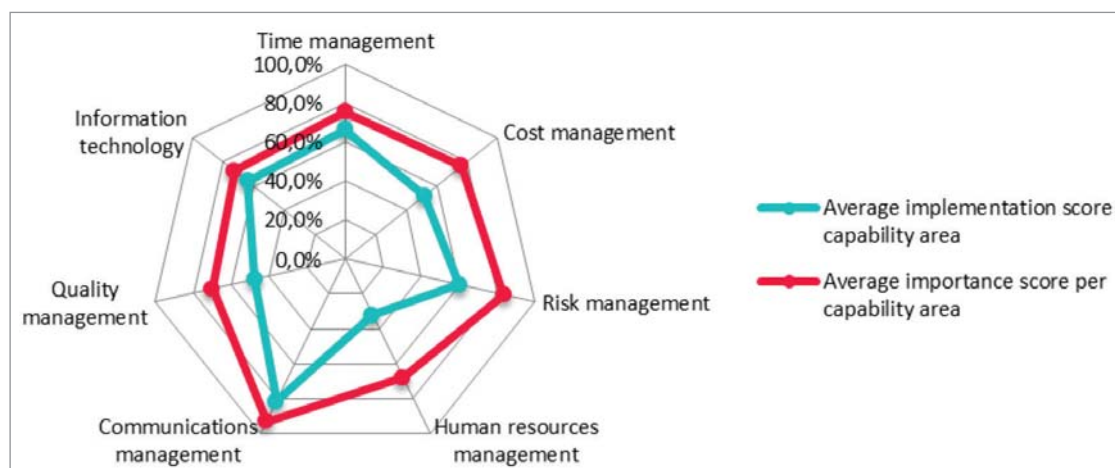 Time management
100,0%
80,0%
60,0%
40,0%
20,0%
0,0%
Cost management
Risk management
Human resources
management
Communications
management
Quality
management
Information
technology
Average implementation score
capability area
Average importance score per
capability area